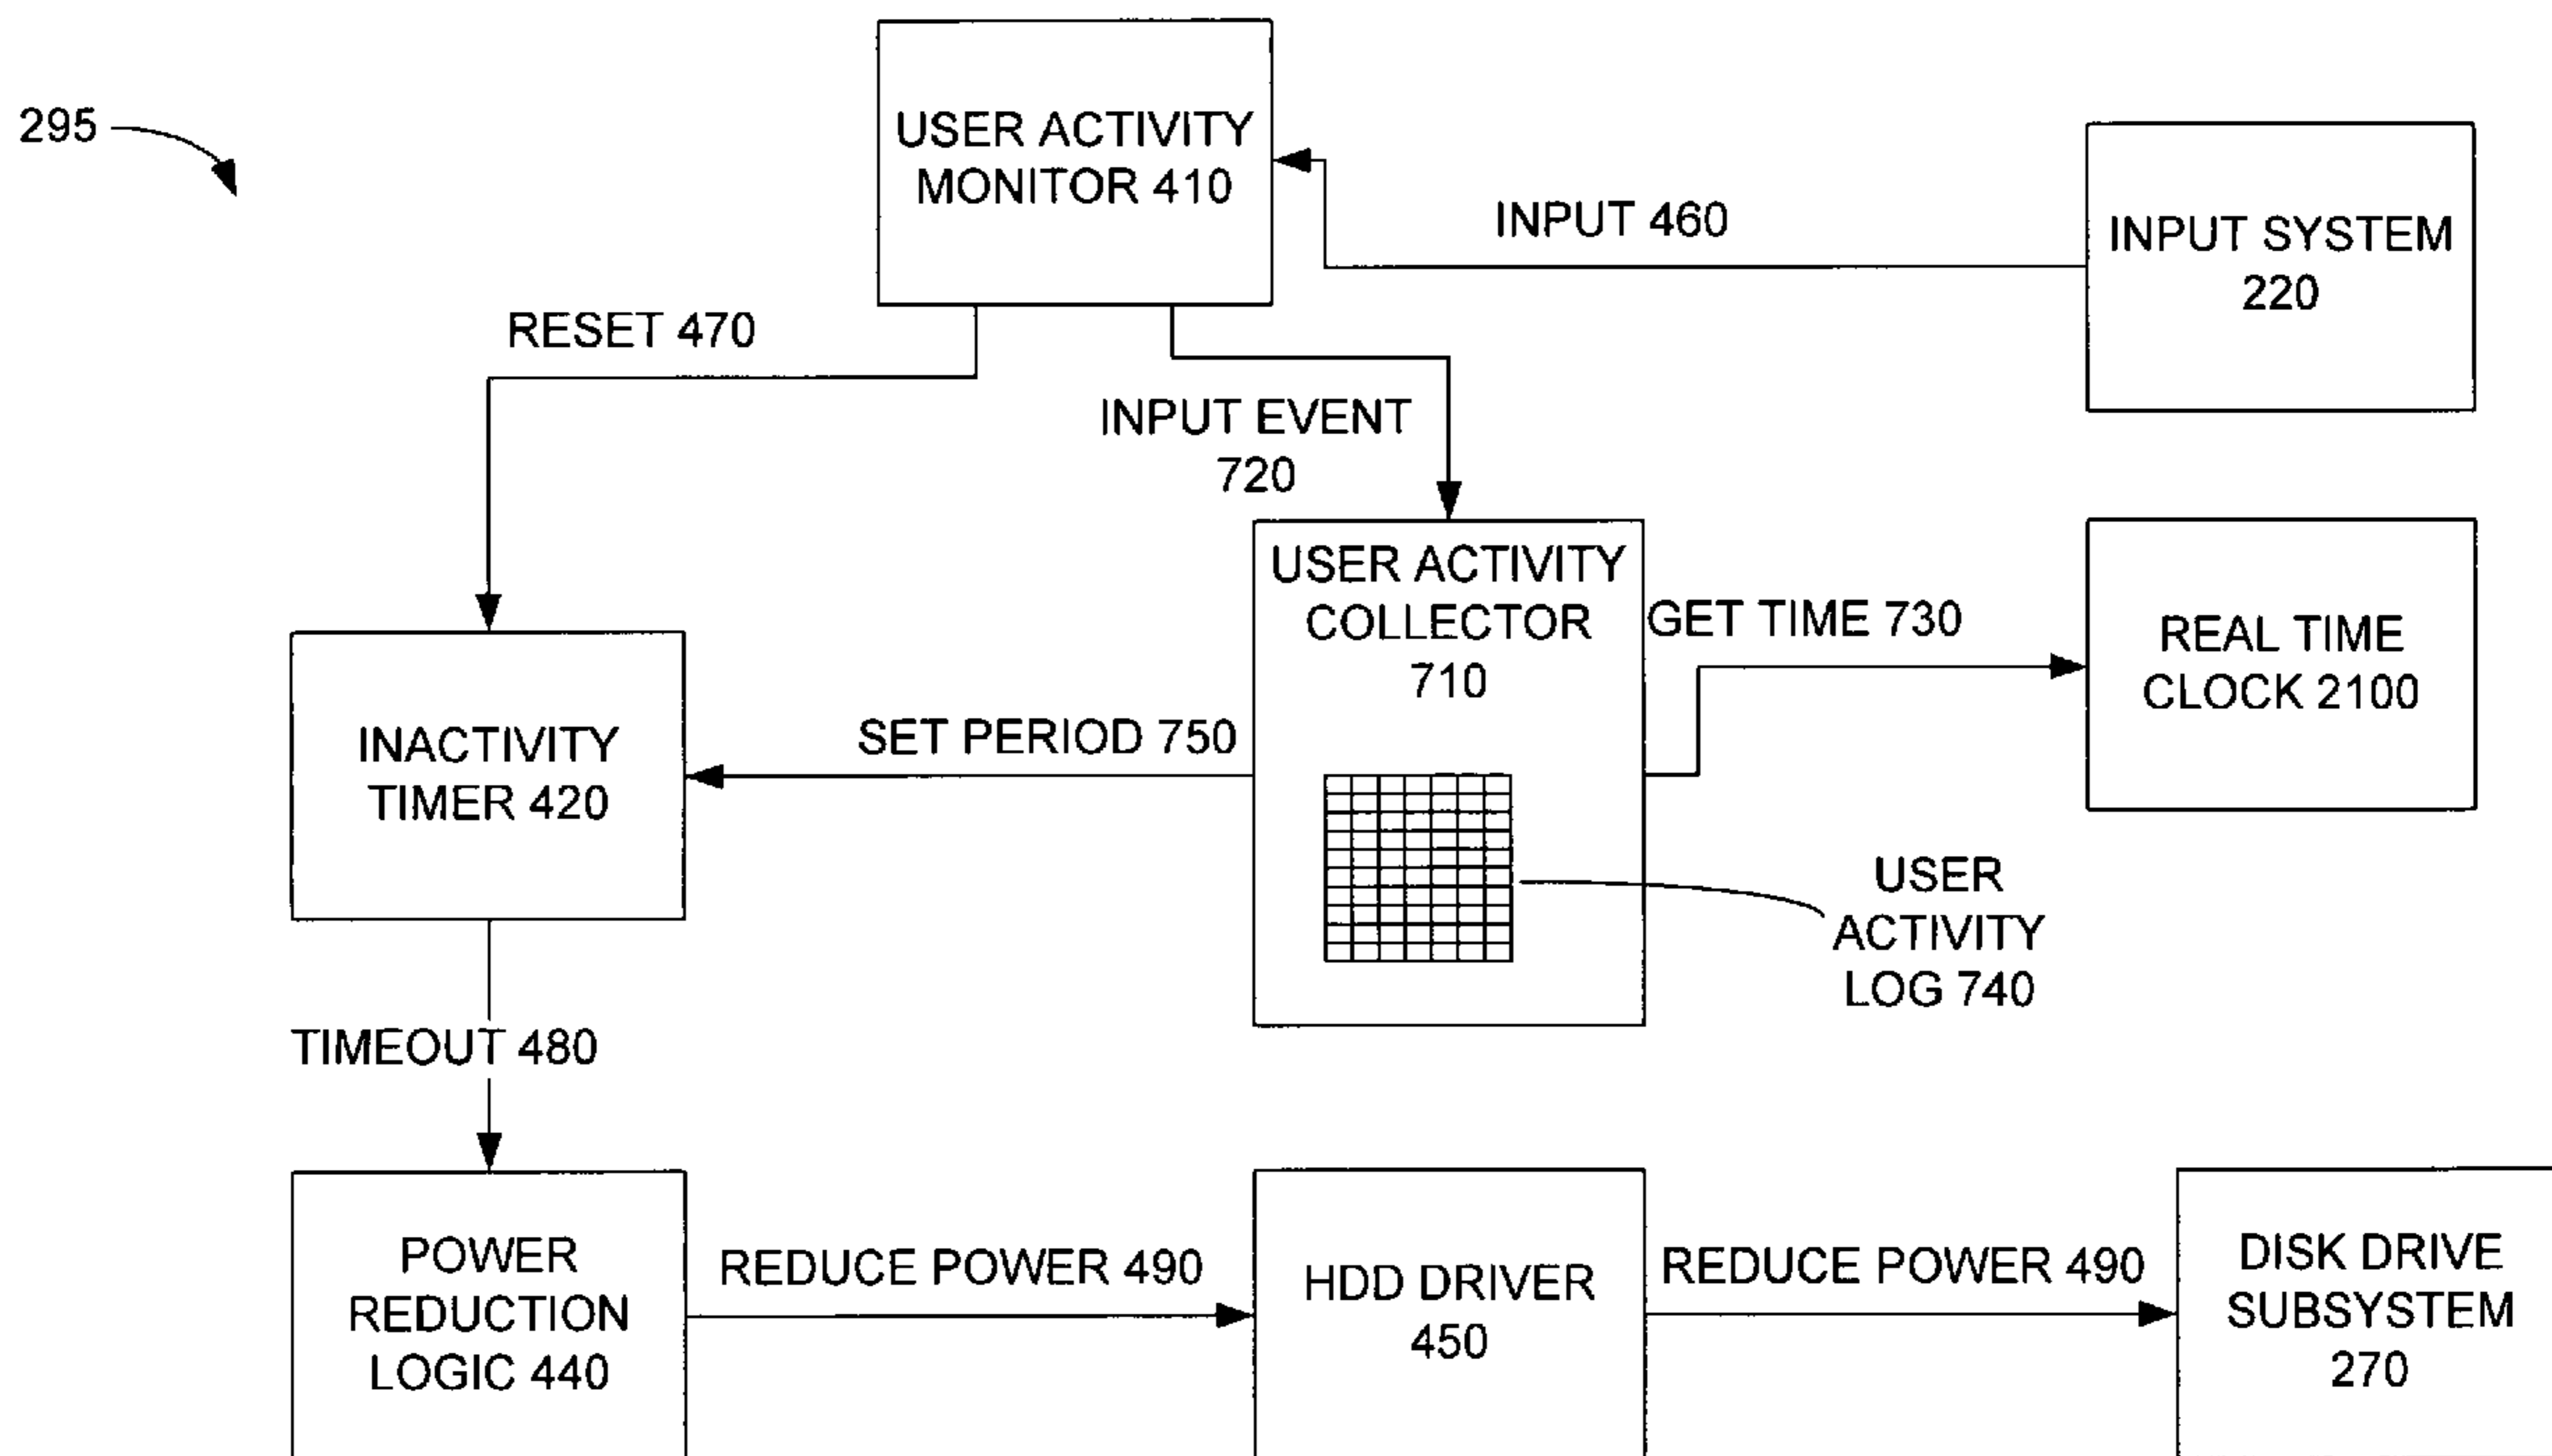 295
USER ACTIVITY
MONITOR 410
INPUT 460
INPUT SYSTEM
220
RESET 470
INPUT EVENT
720
USER ACTIVITY
COLLECTOR
710
GET TIME 730
REAL TIME
CLOCK 2100
INACTIVITY
TIMER 420
SET PERIOD 750
USER
ACTIVITY
LOG 740
TIMEOUT 480
POWER
REDUCTION
LOGIC 440
REDUCE POWER 490
HDD DRIVER
450
REDUCE POWER 490
DISK DRIVE
SUBSYSTEM
270